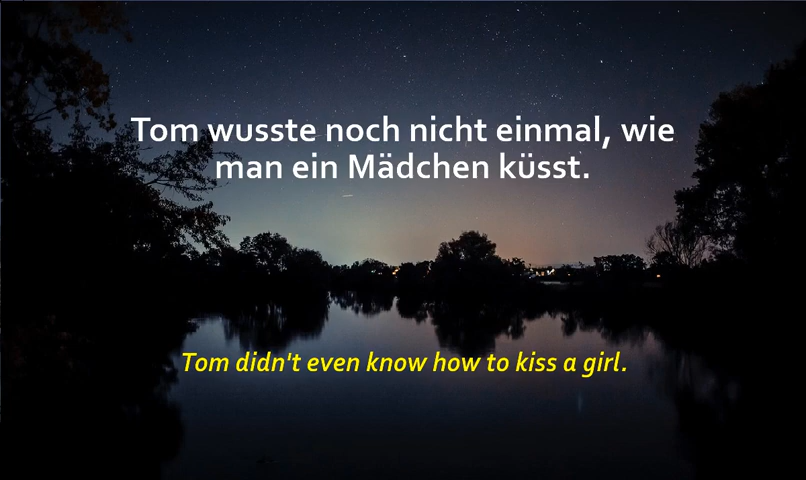 Tom wusste noch nicht einmal, wie
man ein Mädchen küsst.
Tom didn't even know how to kiss a girl.